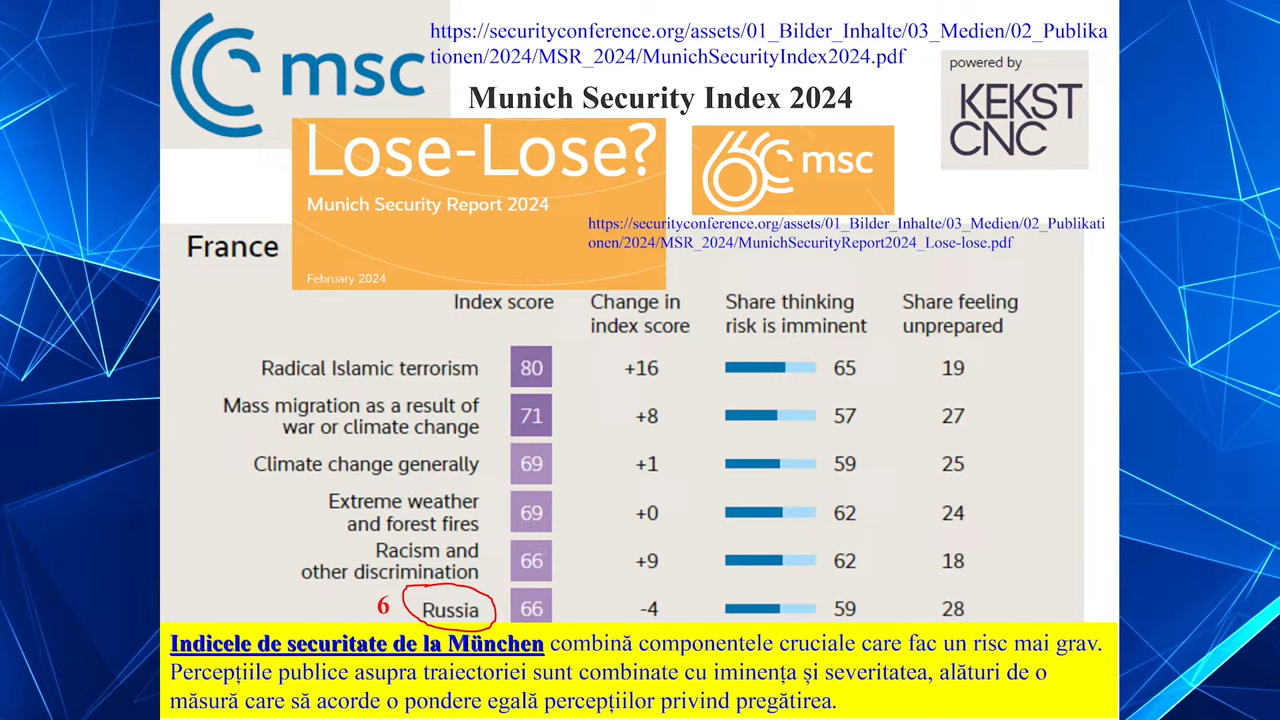 msc
https://securityconference.org/assets/01_Bilder_Inhalte/03_Medien/02_Publika
tionen/2024/MSR_2024/MunichSecurityIndex2024.pdf
powered by
KEKST
CNC
Munich Security Index 2024
Lose-Lose?
Munich Security Report 2024
February 2024
60 msc
https://securityconference.org/assets/01_Bilder_Inhalte/03_Medien/02_Publikati
onen/2024/MSR_2024/MunichSecurityReport2024_Lose-lose.pdf
France
Index score
Change in
index score
Share thinking
risk is imminent
Share feeling
unprepared
Radical Islamic terrorism 80 +16 65 19
Mass migration as a result of
war or climate change 71 +8 57 27
Climate change generally 69 +1 59 25
Extreme weather
and forest fires 69 +0 62 24
Racism and
other discrimination 66 +9 62 18
6 Russia 66 -4 59 28
Indicele de securitate de la München combină componentele cruciale care fac un risc mai grav.
Percepțiile publice asupra traiectoriei sunt combinate cu iminența și severitatea, alături de o
măsură care să acorde o pondere egală percepțiilor privind pregătirea.